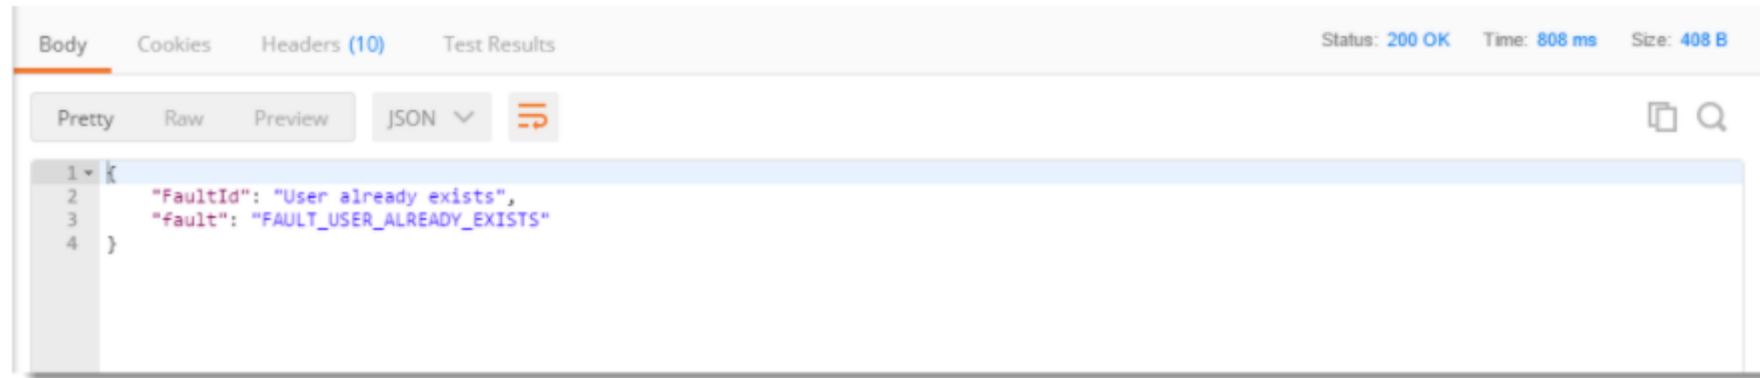 Body Cookies Headers (10) Test Results Status: 200 OK Time: 808 ms Size: 408 B
Pretty Raw Preview JSON
1 {
2 "FaultId": "User already exists",
3 "fault": "FAULT_USER_ALREADY_EXISTS"
4 }